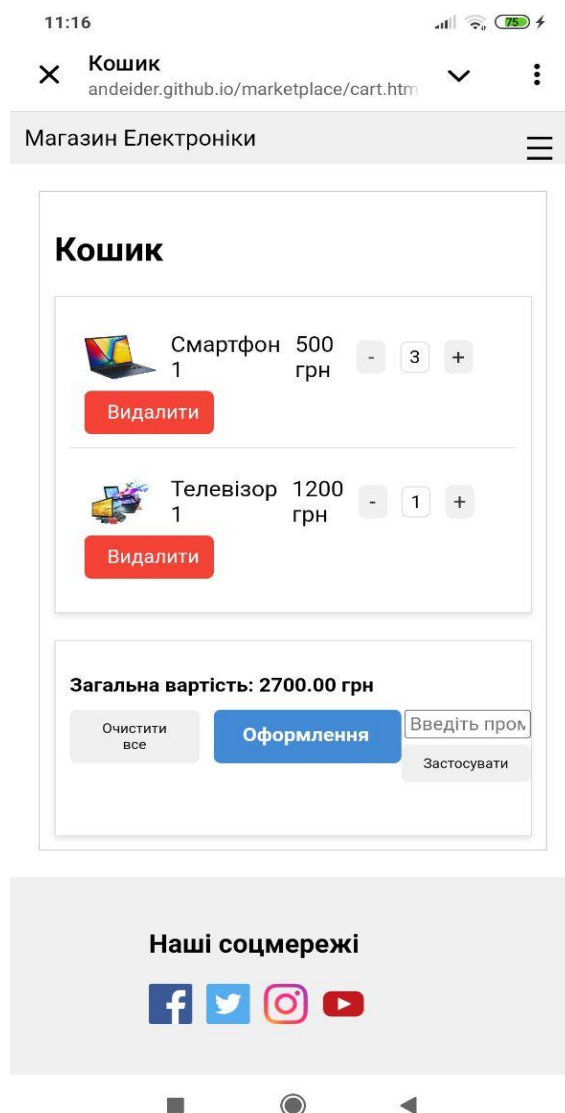 11:16
75
Кошик
andeider.github.io/marketplace/cart.htm
Магазин Електроніки
Кошик
Смартфон 500
1 грн
- 3 +
Видалити
Телевізор 1200
1 грн
- 1 +
Видалити
Загальна вартість: 2700.00 грн
Очистити
все
Оформлення
Введіть пром
Застосувати
Наші соцмережі